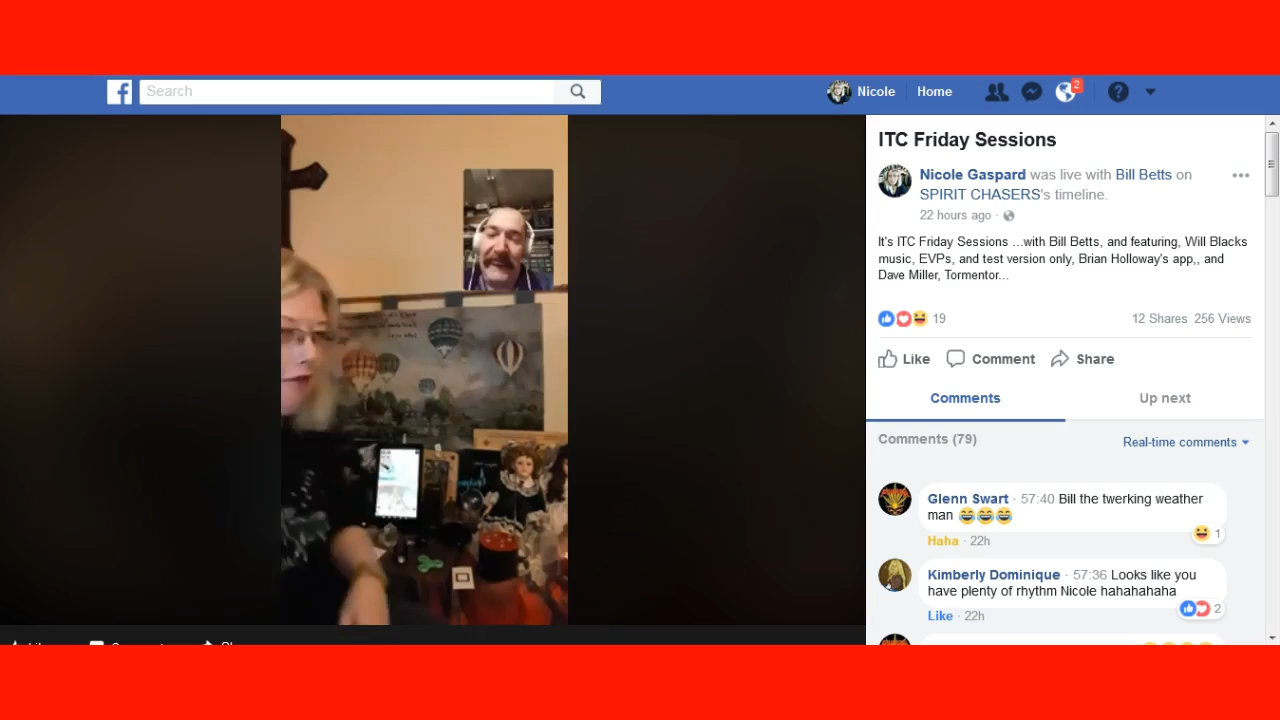 Search
Nicole
Home
2
ITC Friday Sessions
Nicole Gaspard was live with Bill Betts on
SPIRIT CHASERS's timeline.
22 hours ago ·
It's ITC Friday Sessions ...with Bill Betts, and featuring, Will Blacks
music, EVPs, and test version only, Brian Holloway's app,, and
Dave Miller, Tormentor...
19
12 Shares 256 Views
Like
Comment
Share
Comments
Up next
Comments (79)
Real-time comments
Glenn Swart · 57:40 Bill the twerking weather
man 😂😂😂
1
Haha · 22h
Kimberly Dominique · 57:36 Looks like you
have plenty of rhythm Nicole hahahahaha
2
Like · 22h